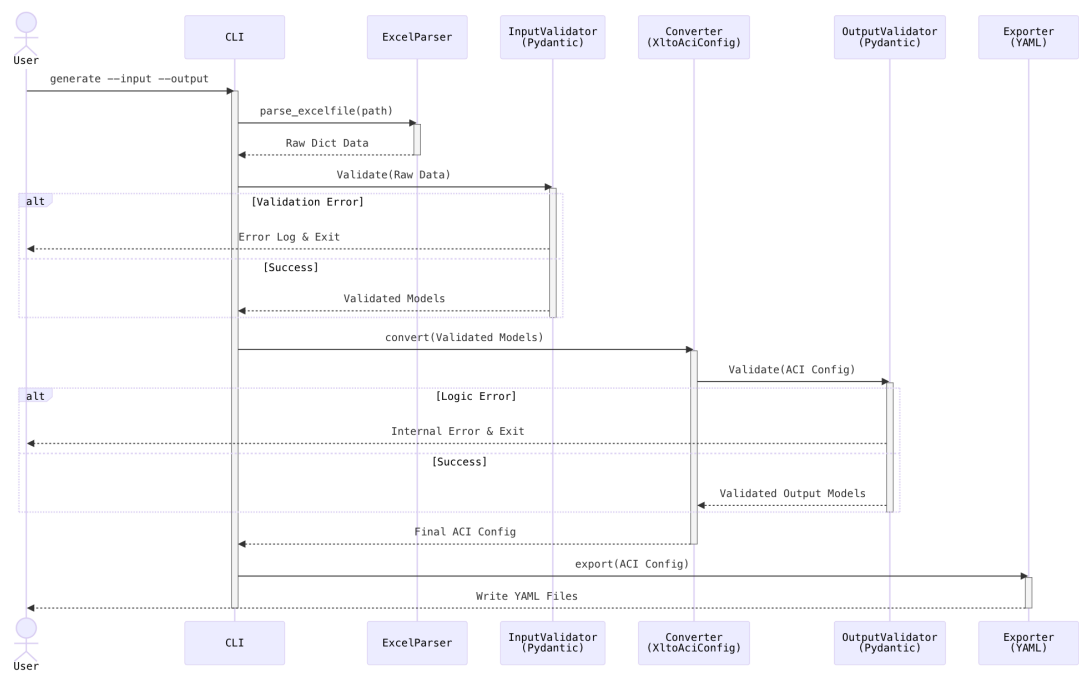 User
CLI
ExcelParser
InputValidator
(Pydantic)
Converter
(XltoAciConfig)
OutputValidator
(Pydantic)
Exporter
(YAML)
generate --input --output
parse_excelfile(path)
Raw Dict Data
Validate(Raw Data)
alt
[Validation Error]
Error Log & Exit
[Success]
Validated Models
convert(Validated Models)
Validate(ACI Config)
alt
[Logic Error]
Internal Error & Exit
[Success]
Validated Output Models
Final ACI Config
export(ACI Config)
Write YAML Files
User
CLI
ExcelParser
InputValidator
(Pydantic)
Converter
(XltoAciConfig)
OutputValidator
(Pydantic)
Exporter
(YAML)